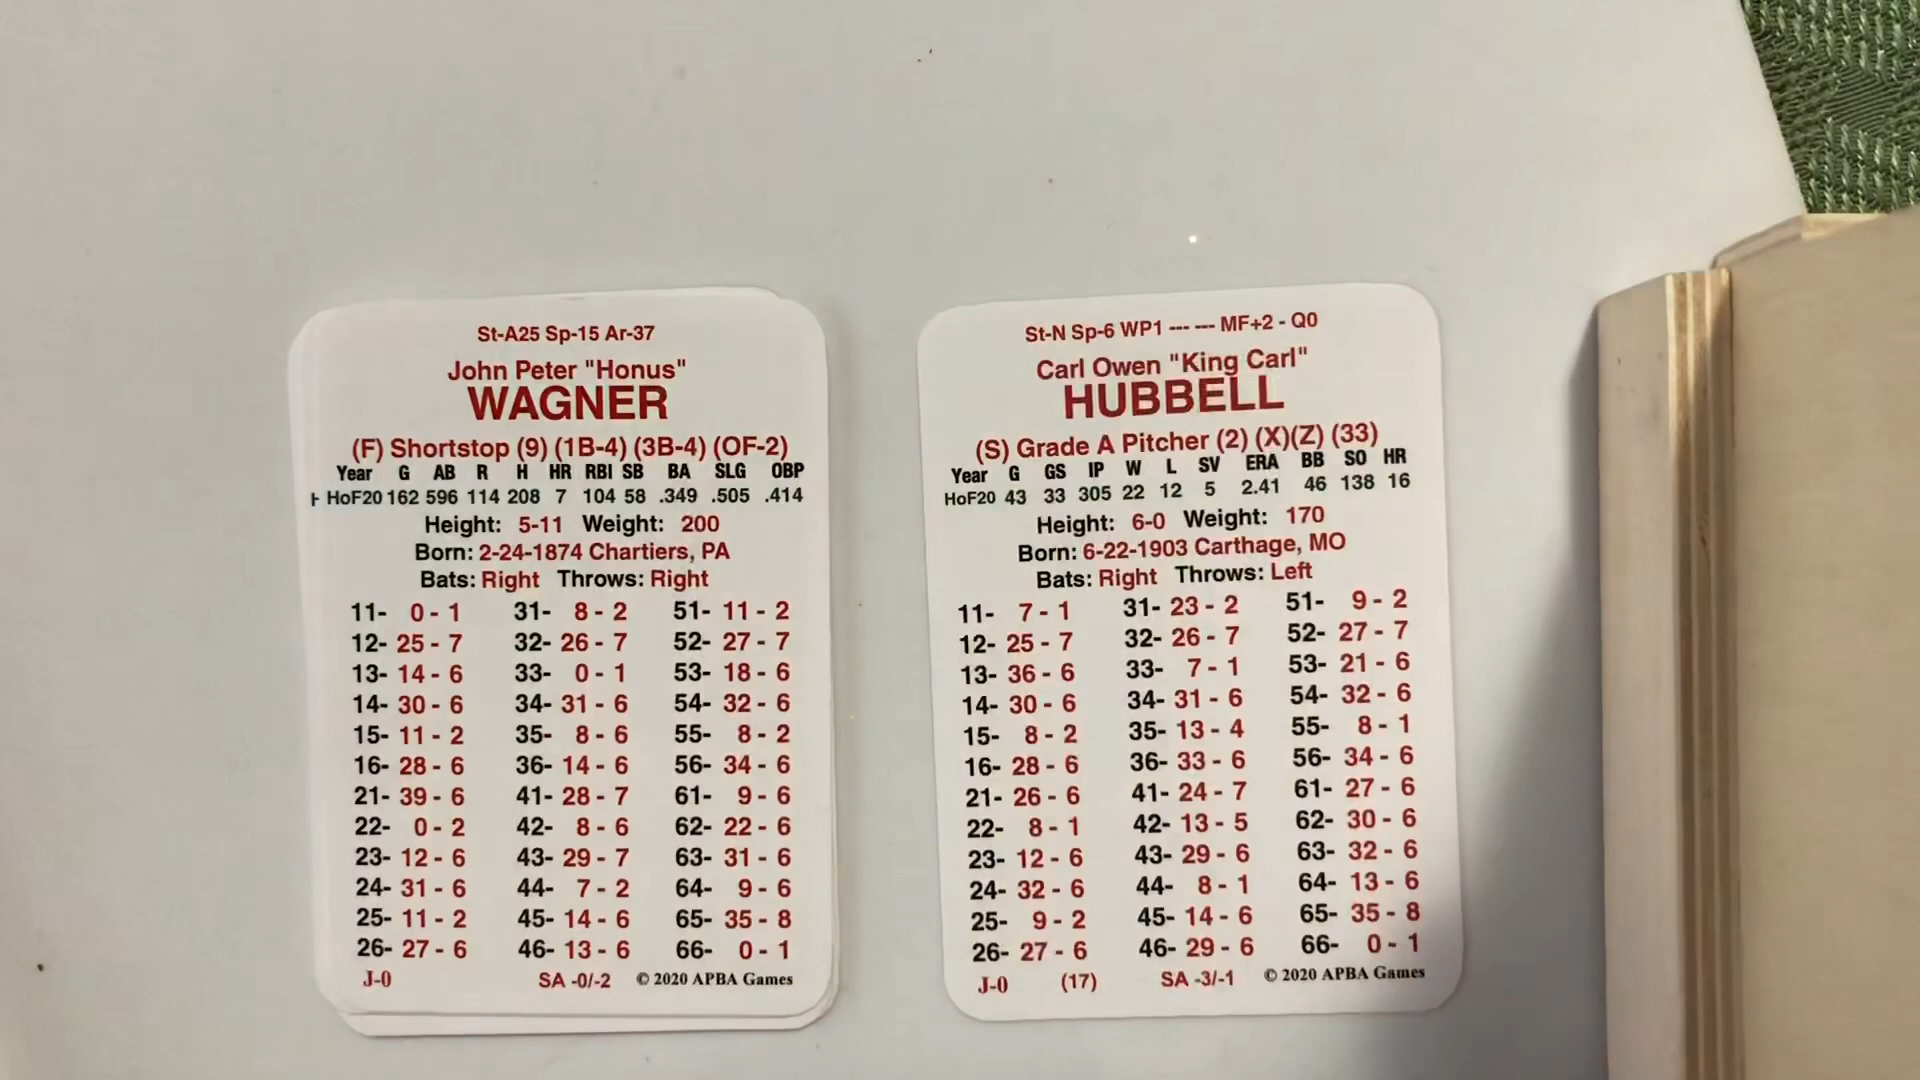 St-A25 Sp-15 Ar-37
John Peter "Honus"
WAGNER
(F) Shortstop (9) (1B-4) (3B-4) (OF-2)
Year G AB R H HR RBI SB BA SLG OBP
HoF20 162 596 114 208 7 104 58 .349 .505 .414
Height: 5-11 Weight: 200
Born: 2-24-1874 Chartiers, PA
Bats: Right Throws: Right
11- 0 - 1 31- 8 - 2 51- 11 - 2
12- 25 - 7 32- 26 - 7 52- 27 - 7
13- 14 - 6 33- 0 - 1 53- 18 - 6
14- 30 - 6 34- 31 - 6 54- 32 - 6
15- 11 - 2 35- 8 - 6 55- 8 - 2
16- 28 - 6 36- 14 - 6 56- 34 - 6
21- 39 - 6 41- 28 - 7 61- 9 - 6
22- 0 - 2 42- 8 - 6 62- 22 - 6
23- 12 - 6 43- 29 - 7 63- 31 - 6
24- 31 - 6 44- 7 - 2 64- 9 - 6
25- 11 - 2 45- 14 - 6 65- 35 - 8
26- 27 - 6 46- 13 - 6 66- 0 - 1
J-0 SA -0/-2 © 2020 APBA Games
St-N Sp-6 WP1 --- --- MF+2 - Q0
Carl Owen "King Carl"
HUBBELL
(S) Grade A Pitcher (2) (X)(Z) (33)
Year G GS IP W L SV ERA BB SO HR
HoF20 43 33 305 22 12 5 2.41 46 138 16
Height: 6-0 Weight: 170
Born: 6-22-1903 Carthage, MO
Bats: Right Throws: Left
11- 7 - 1 31- 23 - 2 51- 9 - 2
12- 25 - 7 32- 26 - 7 52- 27 - 7
13- 36 - 6 33- 7 - 1 53- 21 - 6
14- 30 - 6 34- 31 - 6 54- 32 - 6
15- 8 - 2 35- 13 - 4 55- 8 - 1
16- 28 - 6 36- 33 - 6 56- 34 - 6
21- 26 - 6 41- 24 - 7 61- 27 - 6
22- 8 - 1 42- 13 - 5 62- 30 - 6
23- 12 - 6 43- 29 - 6 63- 32 - 6
24- 32 - 6 44- 8 - 1 64- 13 - 6
25- 9 - 2 45- 14 - 6 65- 35 - 8
26- 27 - 6 46- 29 - 6 66- 0 - 1
J-0 (17) SA -3/-1 © 2020 APBA Games